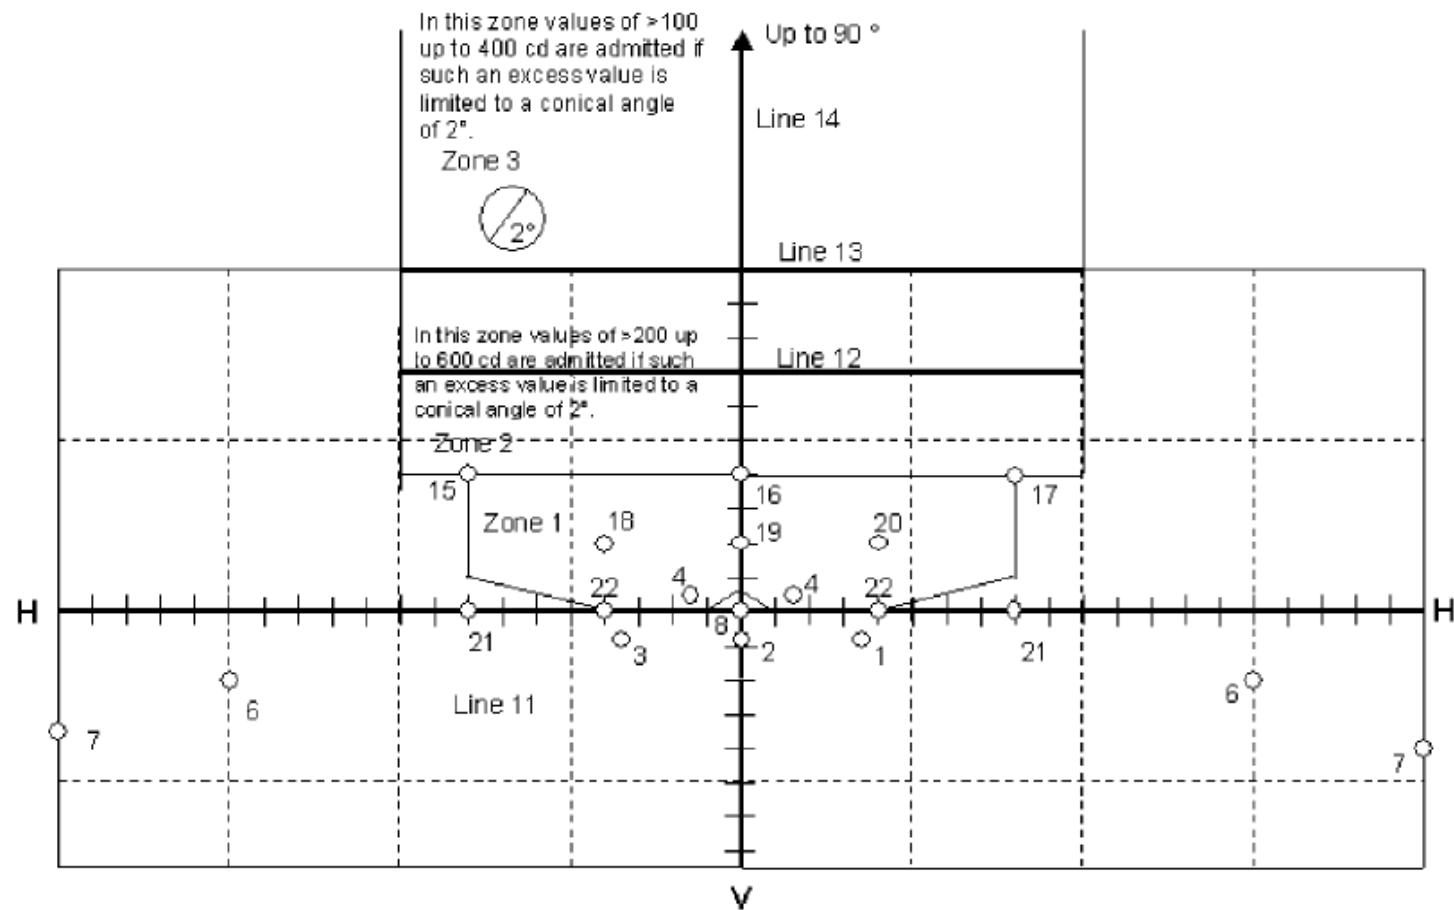 In this zone values of >100
up to 400 cd are admitted if
such an excess value is
limited to a conical angle
of 2°.
Up to 90 °
Line 14
Zone 3
2°
Line 13
In this zone values of >200 up
to 600 cd are admitted if such
an excess value is limited to a
conical angle of 2°.
Line 12
Zone 2
15
16
17
Zone 1
18
19
20
4
4
22
22
H
H
8
21
3
2
1
21
Line 11
6
6
7
7
V